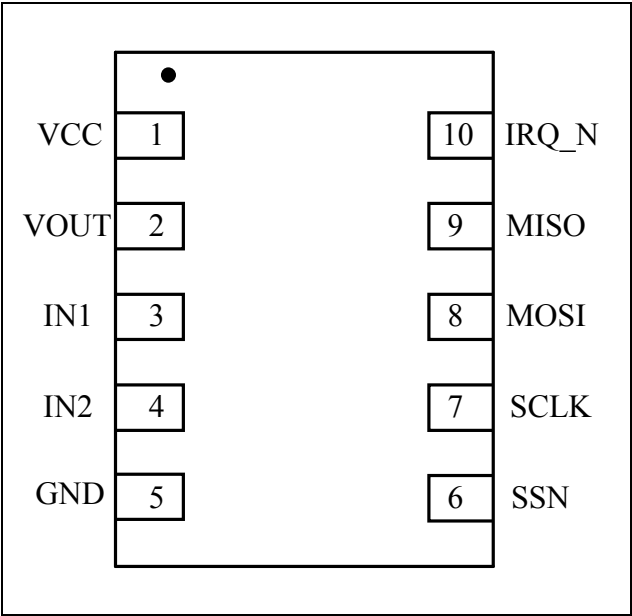 VCC 1 10 IRQ_N
VOUT 2 9 MISO
IN1 3 8 MOSI
IN2 4 7 SCLK
GND 5 6 SSN